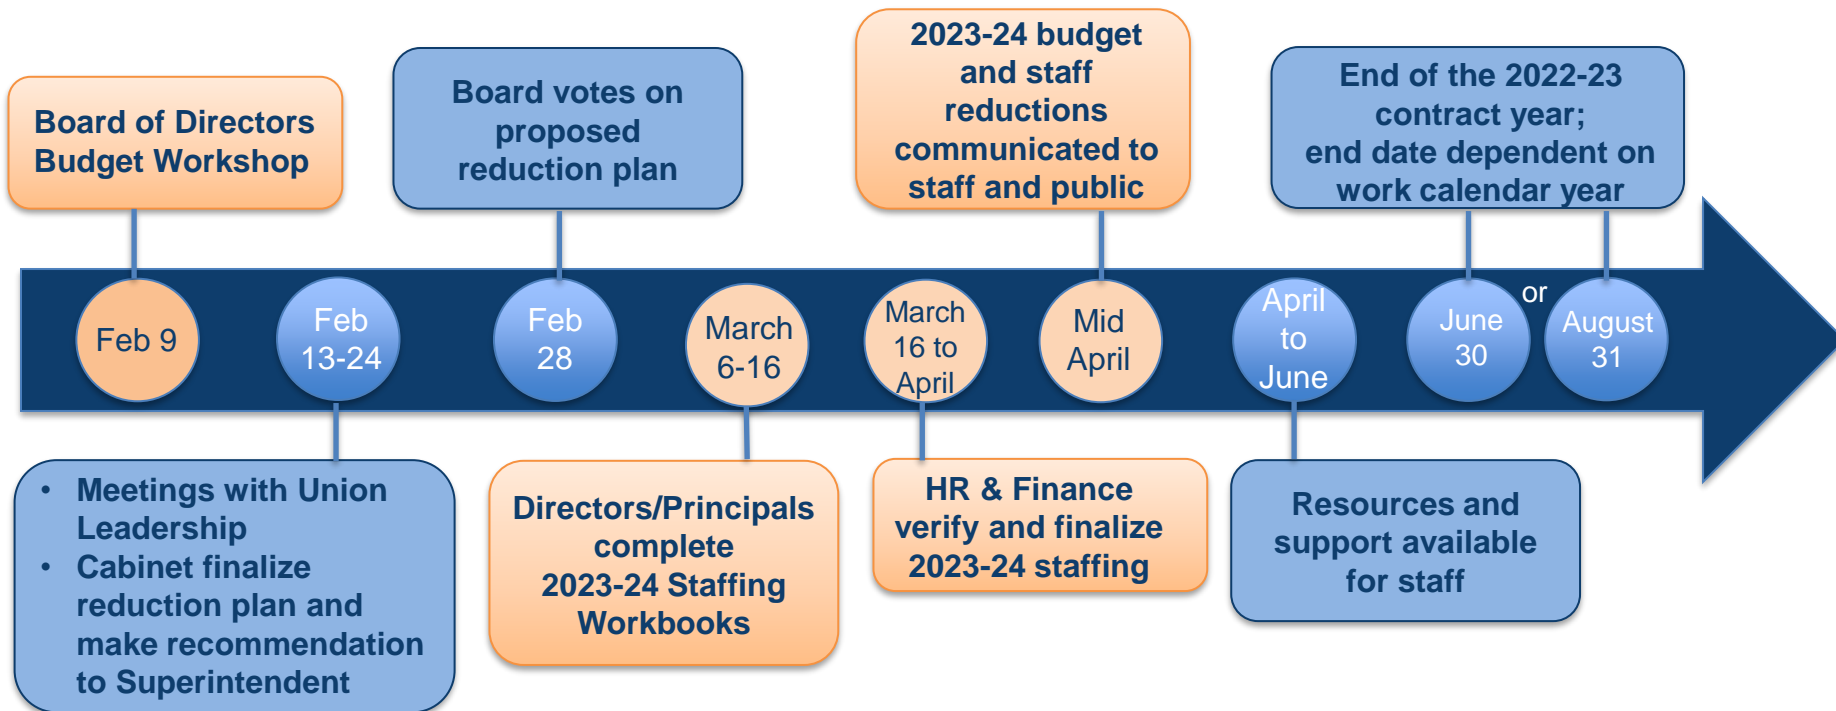 Board of Directors
Budget Workshop
Board votes on
proposed
reduction plan
2023-24 budget
and staff
reductions
communicated to
staff and public
End of the 2022-23
contract year;
end date dependent on
work calendar year
Feb 9
Feb
13-24
Feb
28
March
6-16
March
16 to
April
Mid
April
April
to
June
June
30
or
August
31
• Meetings with Union
Leadership
• Cabinet finalize
reduction plan and
make recommendation
to Superintendent
Directors/Principals
complete
2023-24 Staffing
Workbooks
HR & Finance
verify and finalize
2023-24 staffing
Resources and
support available
for staff